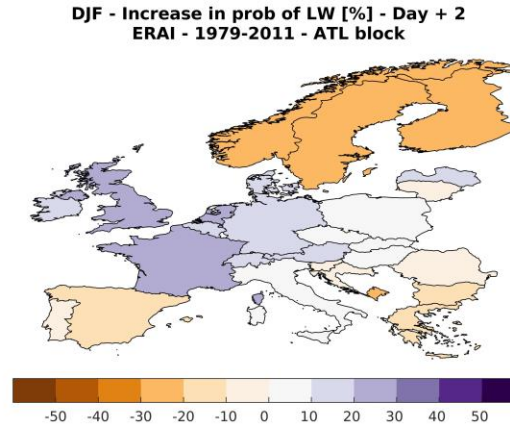 DJF - Increase in prob of LW [%] - Day + 2
ERAI - 1979-2011 - ATL block
-50 -40 -30 -20 -10 0 10 20 30 40 50